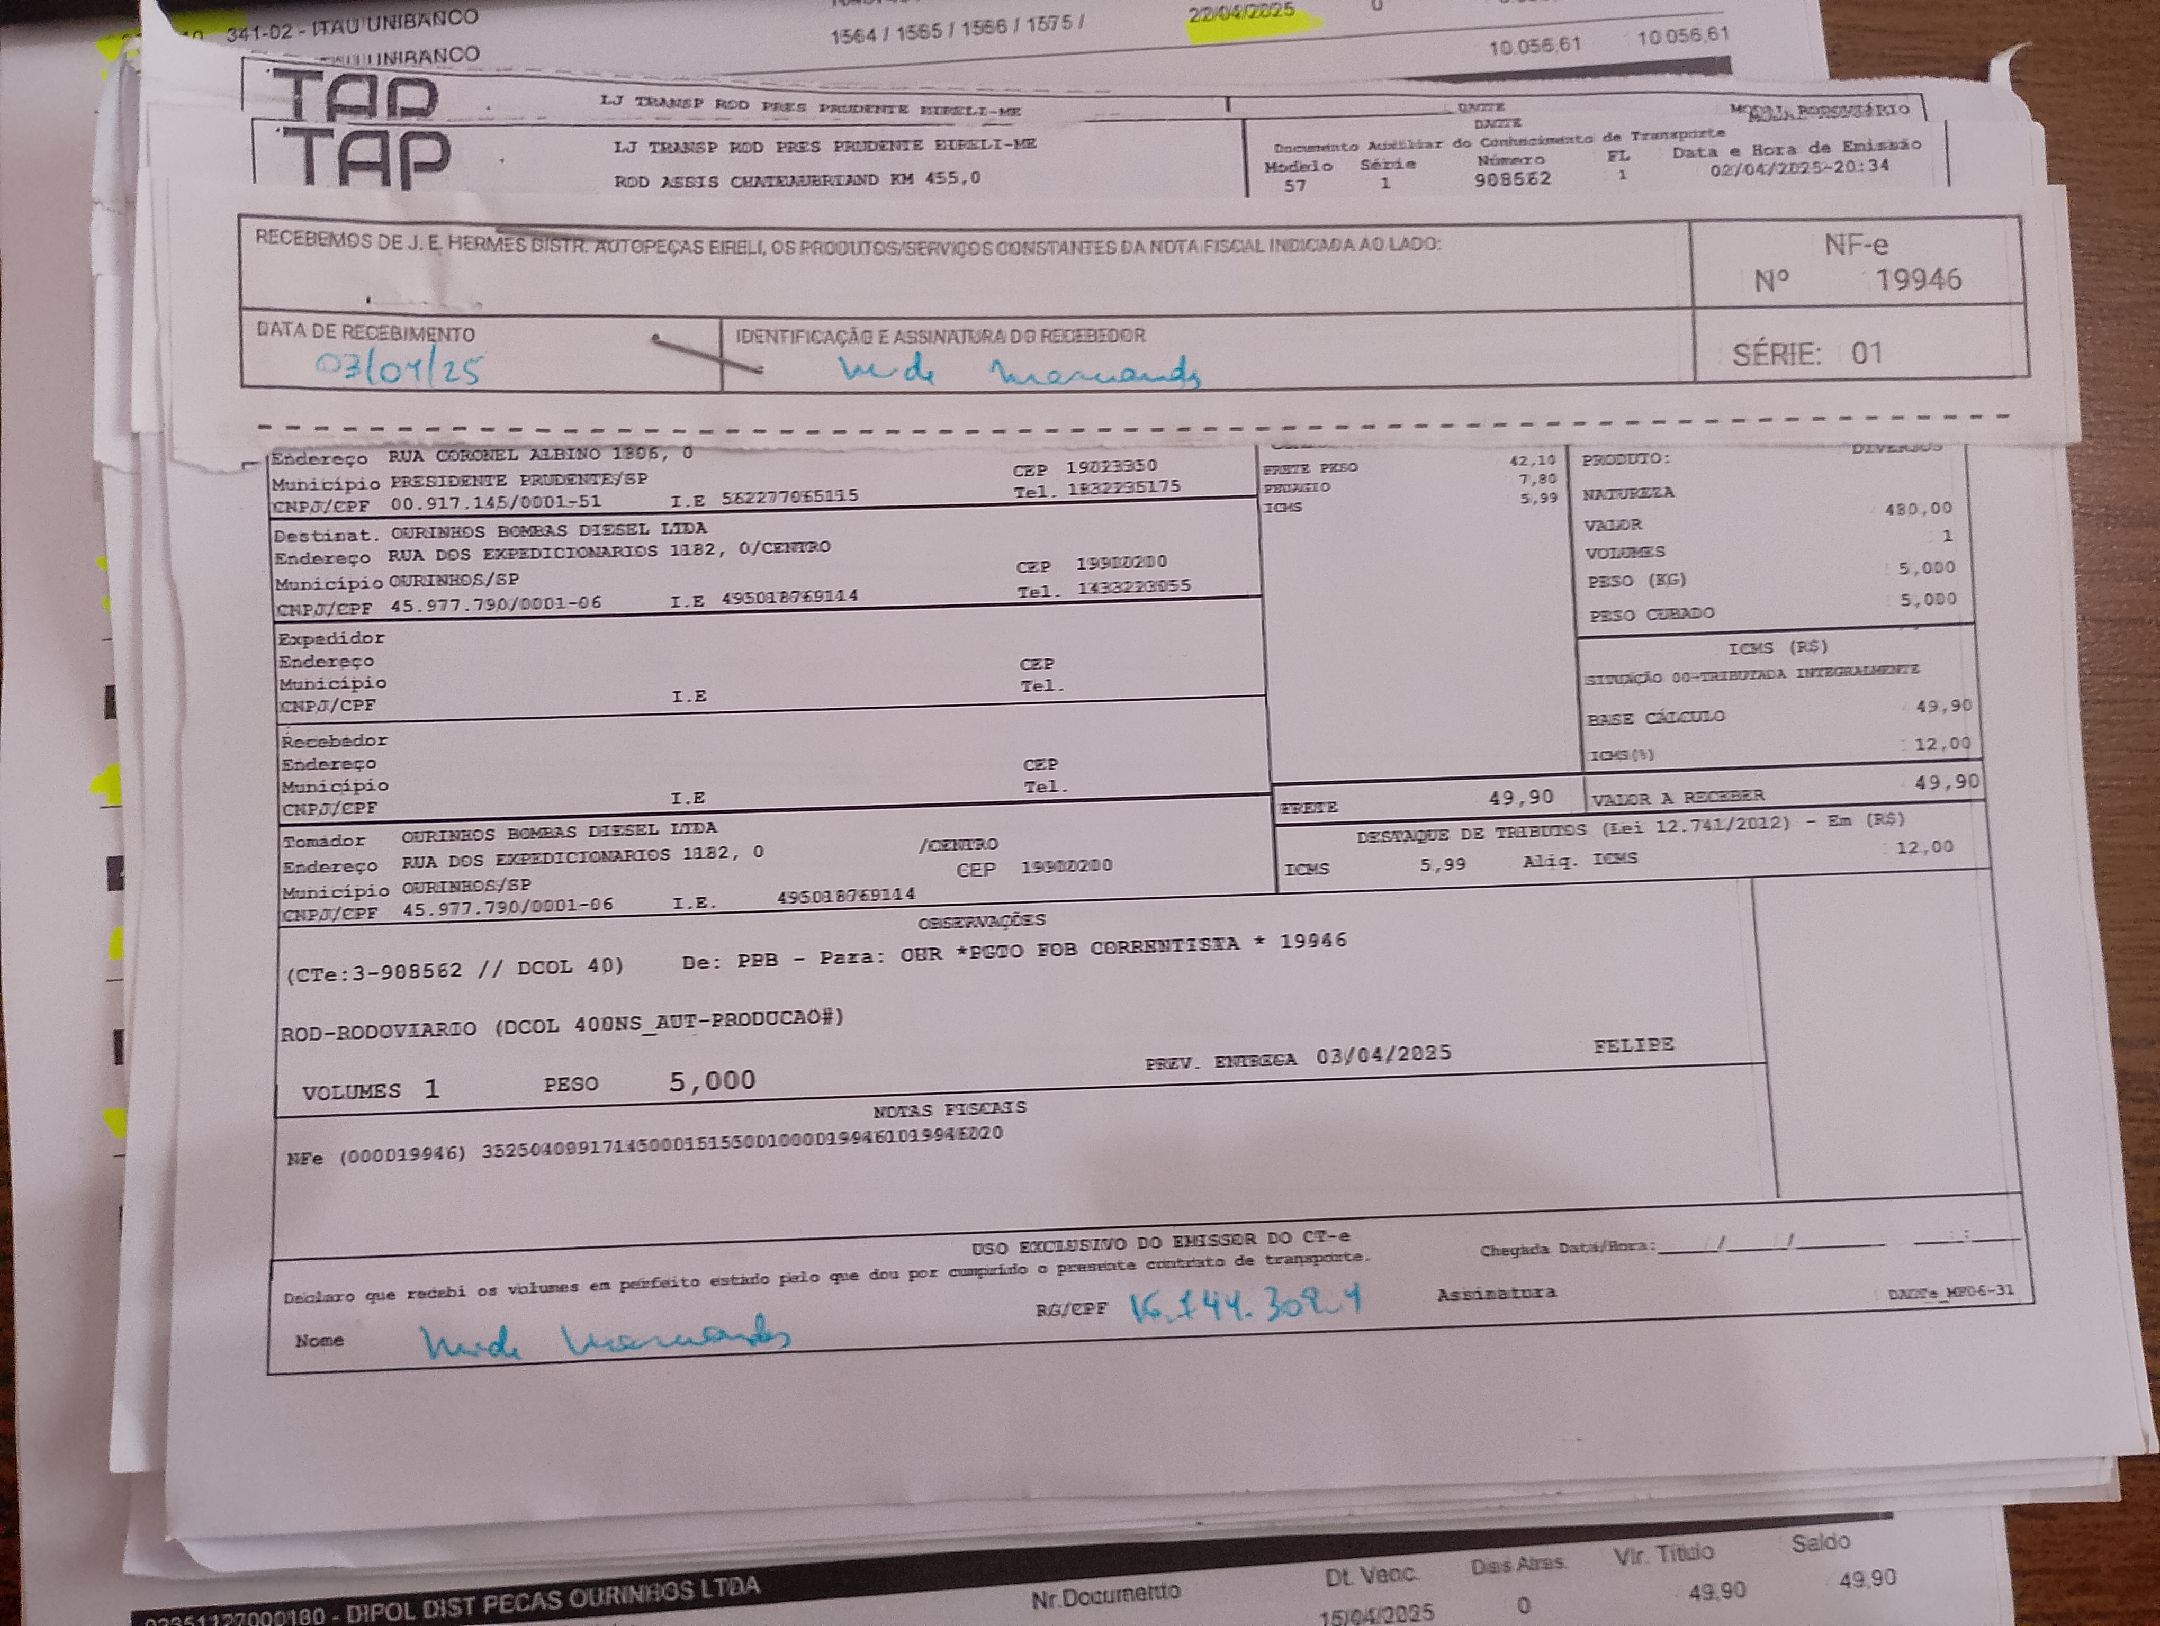 341-02 - ITAU UNIBANCO
1564 / 1565 / 1566 / 1575 /
22/04/2025
0
UNIBANCO
10.056,61 10.056,61
TAP
LJ TRANSP ROD PRES PRUDENTE EIRELI-ME
DACTE
MODAL RODOVIÁRIO
TAP
LJ TRANSP ROD PRES PRUDENTE EIRELI-ME
ROD ASSIS CHATEAUBRIAND KM 455,0
DACTE
Documento Auxiliar do Conhecimento de Transporte
Modelo Série Número FL Data e Hora de Emissão
57 1 908562 1 02/04/2025-20:34
RECEBEMOS DE J. E. HERMES DISTR. AUTOPEÇAS EIRELI, OS PRODUTOS/SERVIÇOS CONSTANTES DA NOTA FISCAL INDICADA AO LADO:
NF-e
Nº 19946
SÉRIE: 01
DATA DE RECEBIMENTO
03/04/25
IDENTIFICAÇÃO E ASSINATURA DO RECEBEDOR
Endereço RUA CORONEL ALBINO 1806, 0
Município PRESIDENTE PRUDENTE/SP CEP 19023350
CNPJ/CPF 00.917.145/0001-51 I.E 562277065115 Tel. 1832235175
Destinat. OURINHOS BOMBAS DIESEL LTDA
Endereço RUA DOS EXPEDICIONARIOS 1182, 0/CENTRO
Município OURINHOS/SP CEP 19900200
CNPJ/CPF 45.977.790/0001-06 I.E 495018769114 Tel. 1433223055
Expedidor
Endereço
Município CEP
CNPJ/CPF I.E Tel.
Recebedor
Endereço
Município CEP
CNPJ/CPF I.E Tel.
Tomador OURINHOS BOMBAS DIESEL LTDA
Endereço RUA DOS EXPEDICIONARIOS 1182, 0 /CENTRO
Município OURINHOS/SP CEP 19900200
CNPJ/CPF 45.977.790/0001-06 I.E. 495018769114
FRETE PESO 42,10
PEDAGIO 7,80
ICMS 5,99
FRETE 49,90
PRODUTO: DIVERSOS
NATUREZA
VALOR 480,00
VOLUMES 1
PESO (KG) 5,000
PESO CUBADO 5,000
ICMS (R$)
SITUAÇÃO 00-TRIBUTADA INTEGRALMENTE
BASE CÁLCULO 49,90
ICMS(%) 12,00
VALOR A RECEBER 49,90
DESTAQUE DE TRIBUTOS (Lei 12.741/2012) - Em (R$)
ICMS 5,99 Aliq. ICMS 12,00
OBSERVAÇÕES
(CTe:3-908562 // DCOL 40) De: PPB - Para: OUR *PGTO FOB CORRENTISTA * 19946
ROD-RODOVIARIO (DCOL 400NS_AUT-PRODUCAO#)
PREV. ENTREGA 03/04/2025 FELIPE
VOLUMES 1 PESO 5,000
NOTAS FISCAIS
NFe (000019946) 35250400917145000151550010000199461019946020
USO EXCLUSIVO DO EMISSOR DO CT-e
Declaro que recebi os volumes em perfeito estado pelo que dou por cumprido o presente contrato de transporte.
Chegada Data/Hora:____/____/____ __:__
Nome
RG/CPF
Assinatura
DACTe_MP06-31
- DIPOL DIST PECAS OURINHOS LTDA
Nr.Documento Dt. Venc. Dias Atras. Vlr. Título Saldo
15/04/2025 0 49,90 49,90